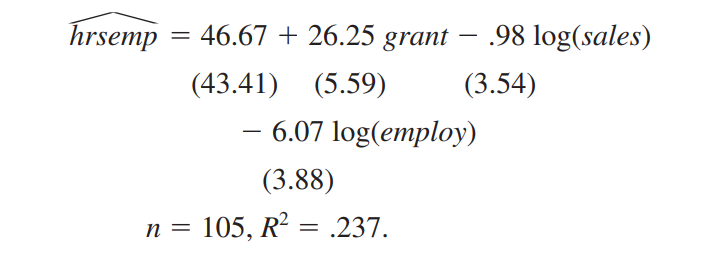 hrsemp = 46.67 + 26.25 grant − .98 log(sales)
(43.41) (5.59) (3.54)
− 6.07 log(employ)
(3.88)
n = 105, R² = .237.